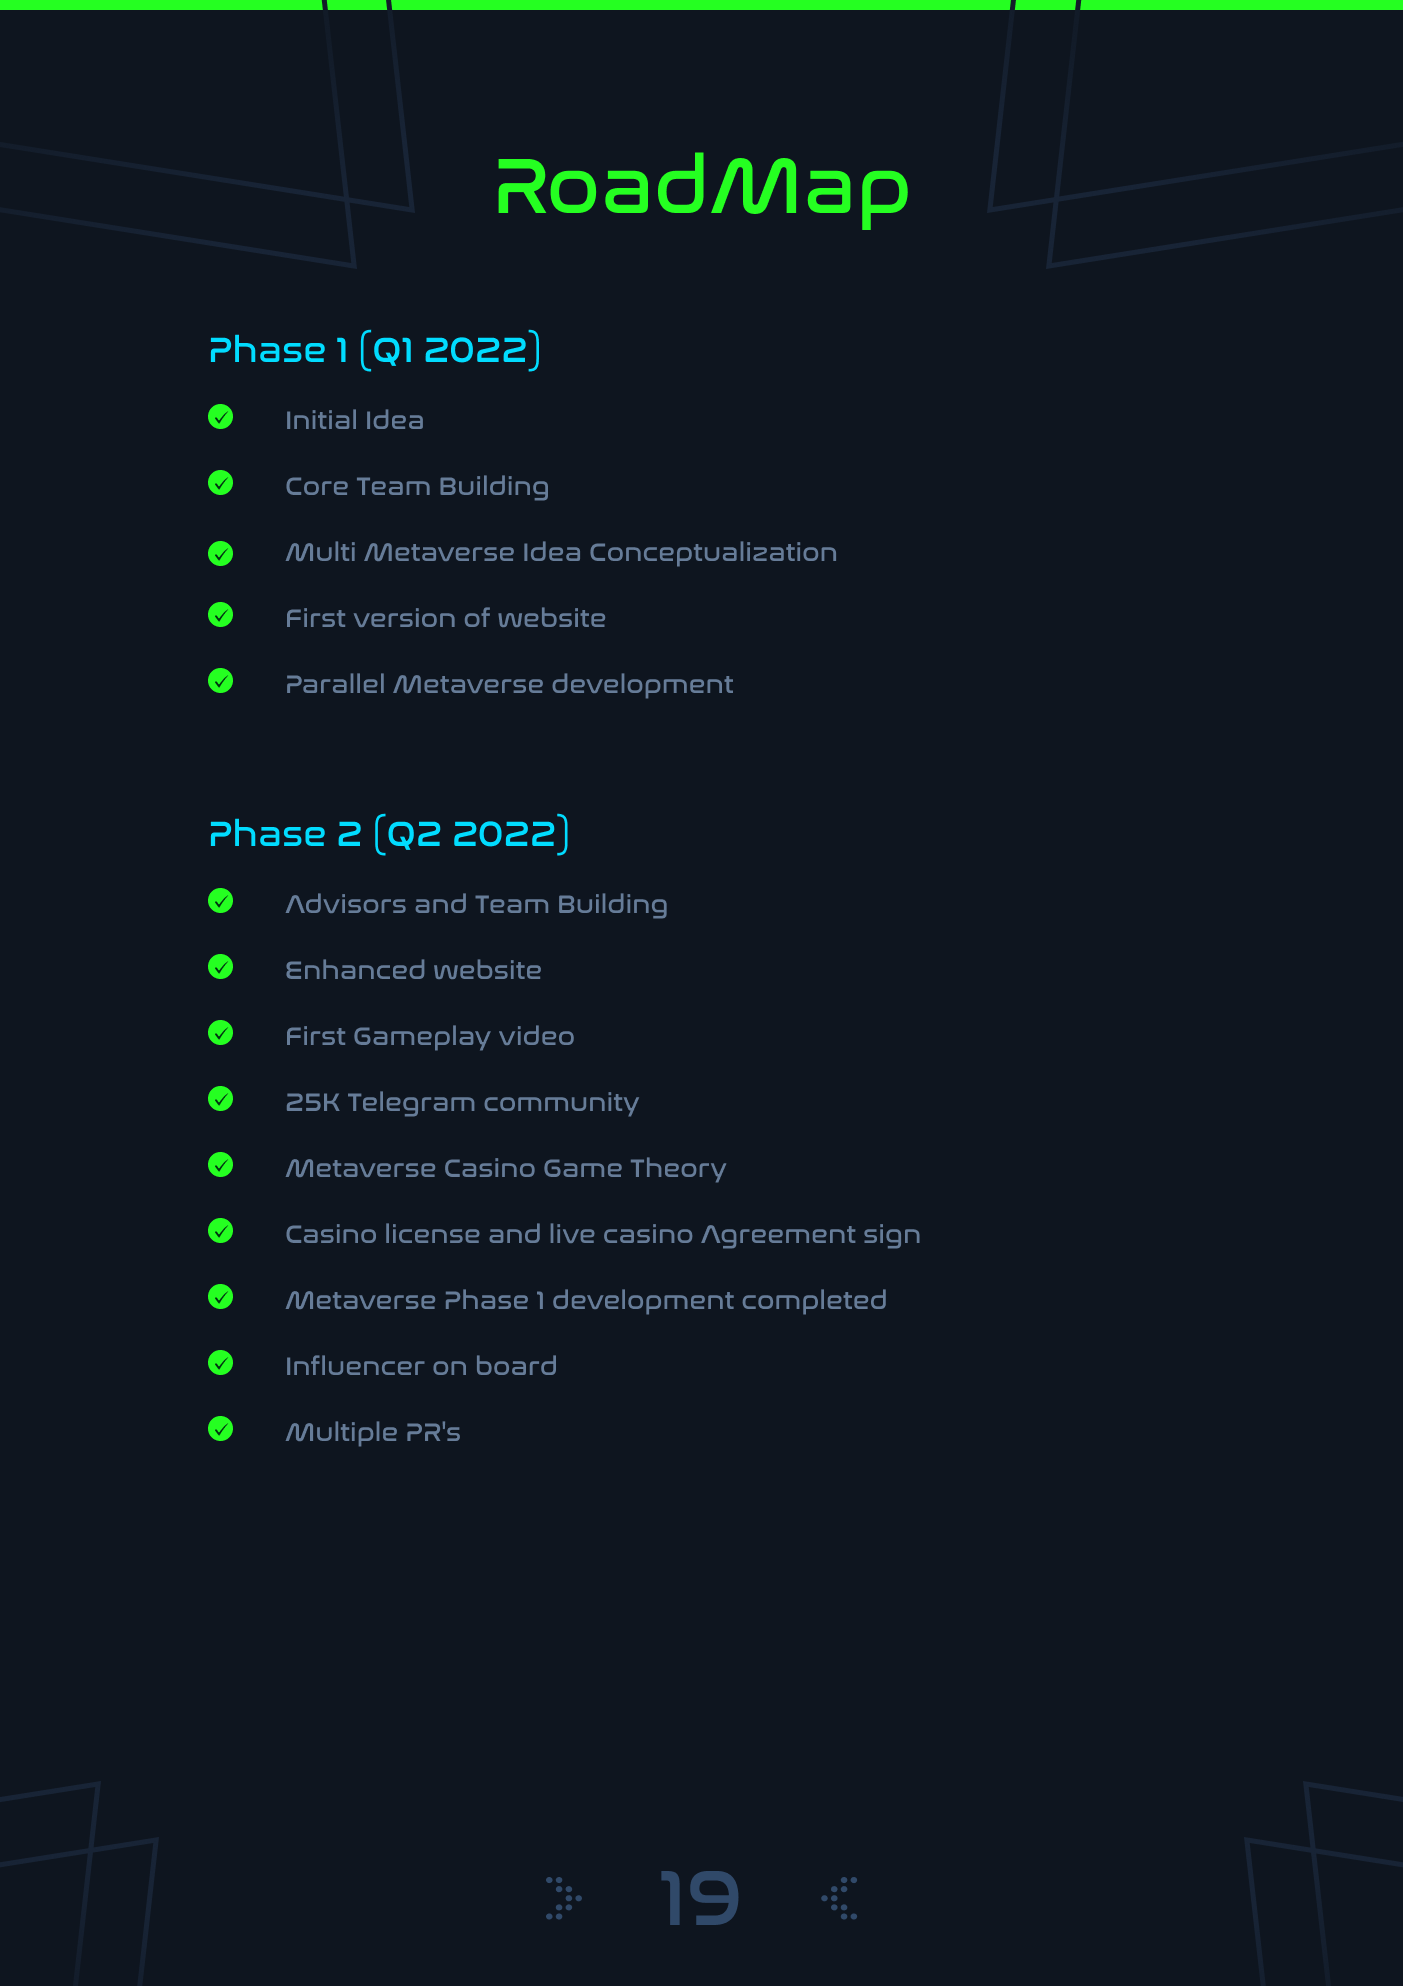 RoadMap
Phase 1 (Q1 2022)
Initial Idea
Core Team Building
Multi Metaverse Idea Conceptualization
First version of website
Parallel Metaverse development
Phase 2 (Q2 2022)
Advisors and Team Building
Enhanced website
First Gameplay video
25K Telegram community
Metaverse Casino Game Theory
Casino license and live casino Agreement sign
Metaverse Phase 1 development completed
Influencer on board
Multiple PR's
19